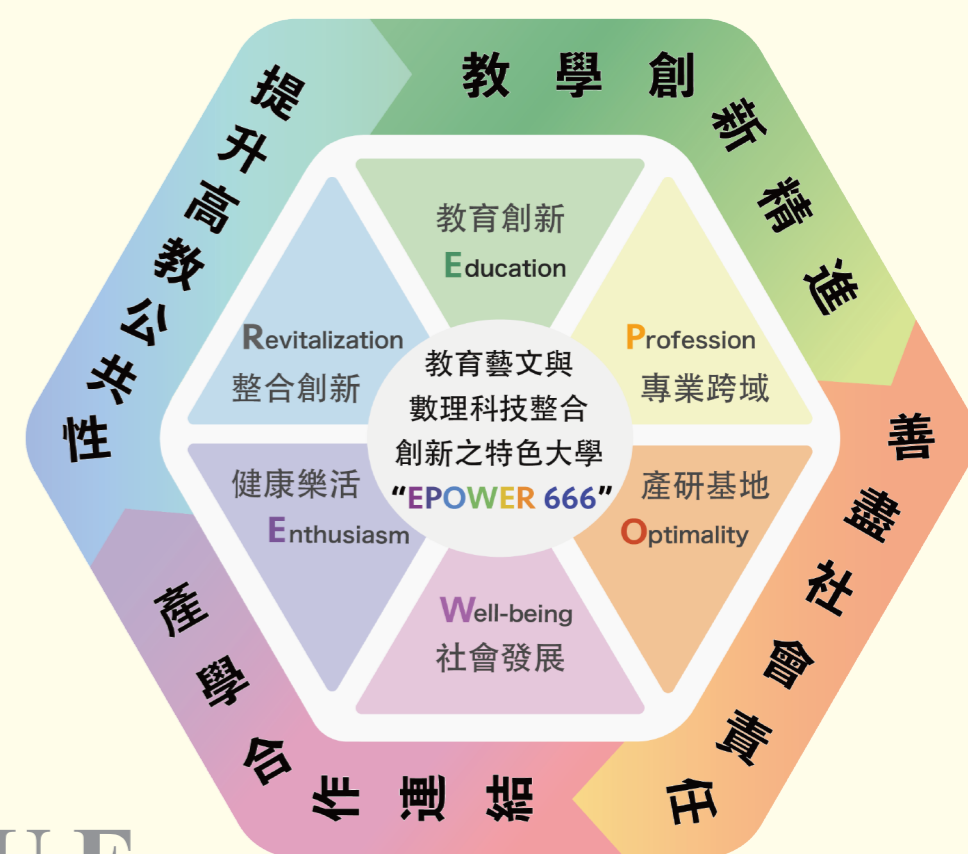 提升高教公共性
教學創新精進
善盡社會責任
產學合作連結
教育創新
Education
Profession
專業跨域
產研基地
Optimality
Well-being
社會發展
健康樂活
Enthusiasm
Revitalization
整合創新
教育藝文與
數理科技整合
創新之特色大學
“EPOWER 666”